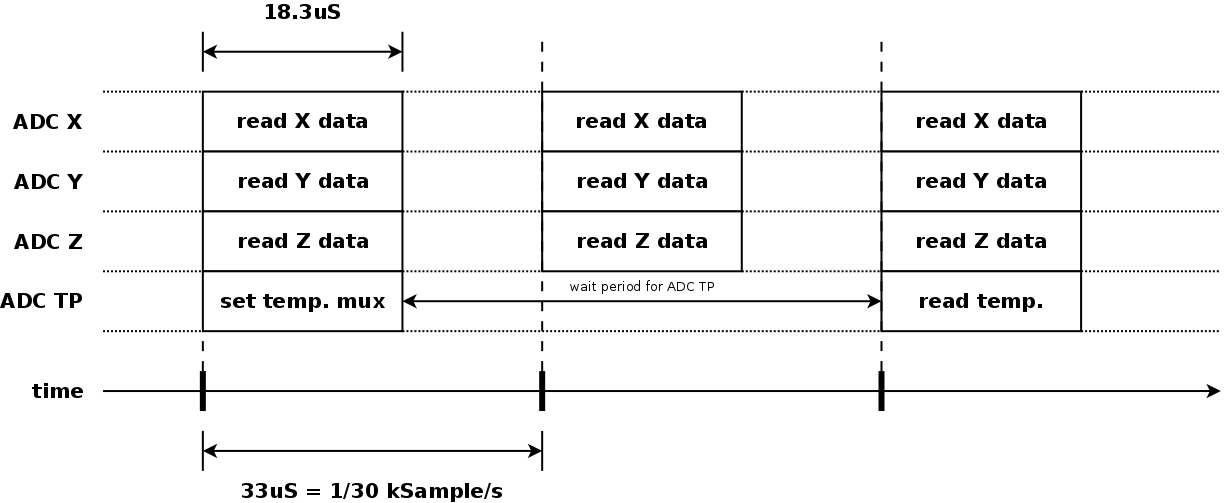 18.3uS
ADC X
read X data
read X data
read X data
ADC Y
read Y data
read Y data
read Y data
ADC Z
read Z data
read Z data
read Z data
ADC TP
set temp. mux
wait period for ADC TP
read temp.
time
33uS = 1/30 kSample/s